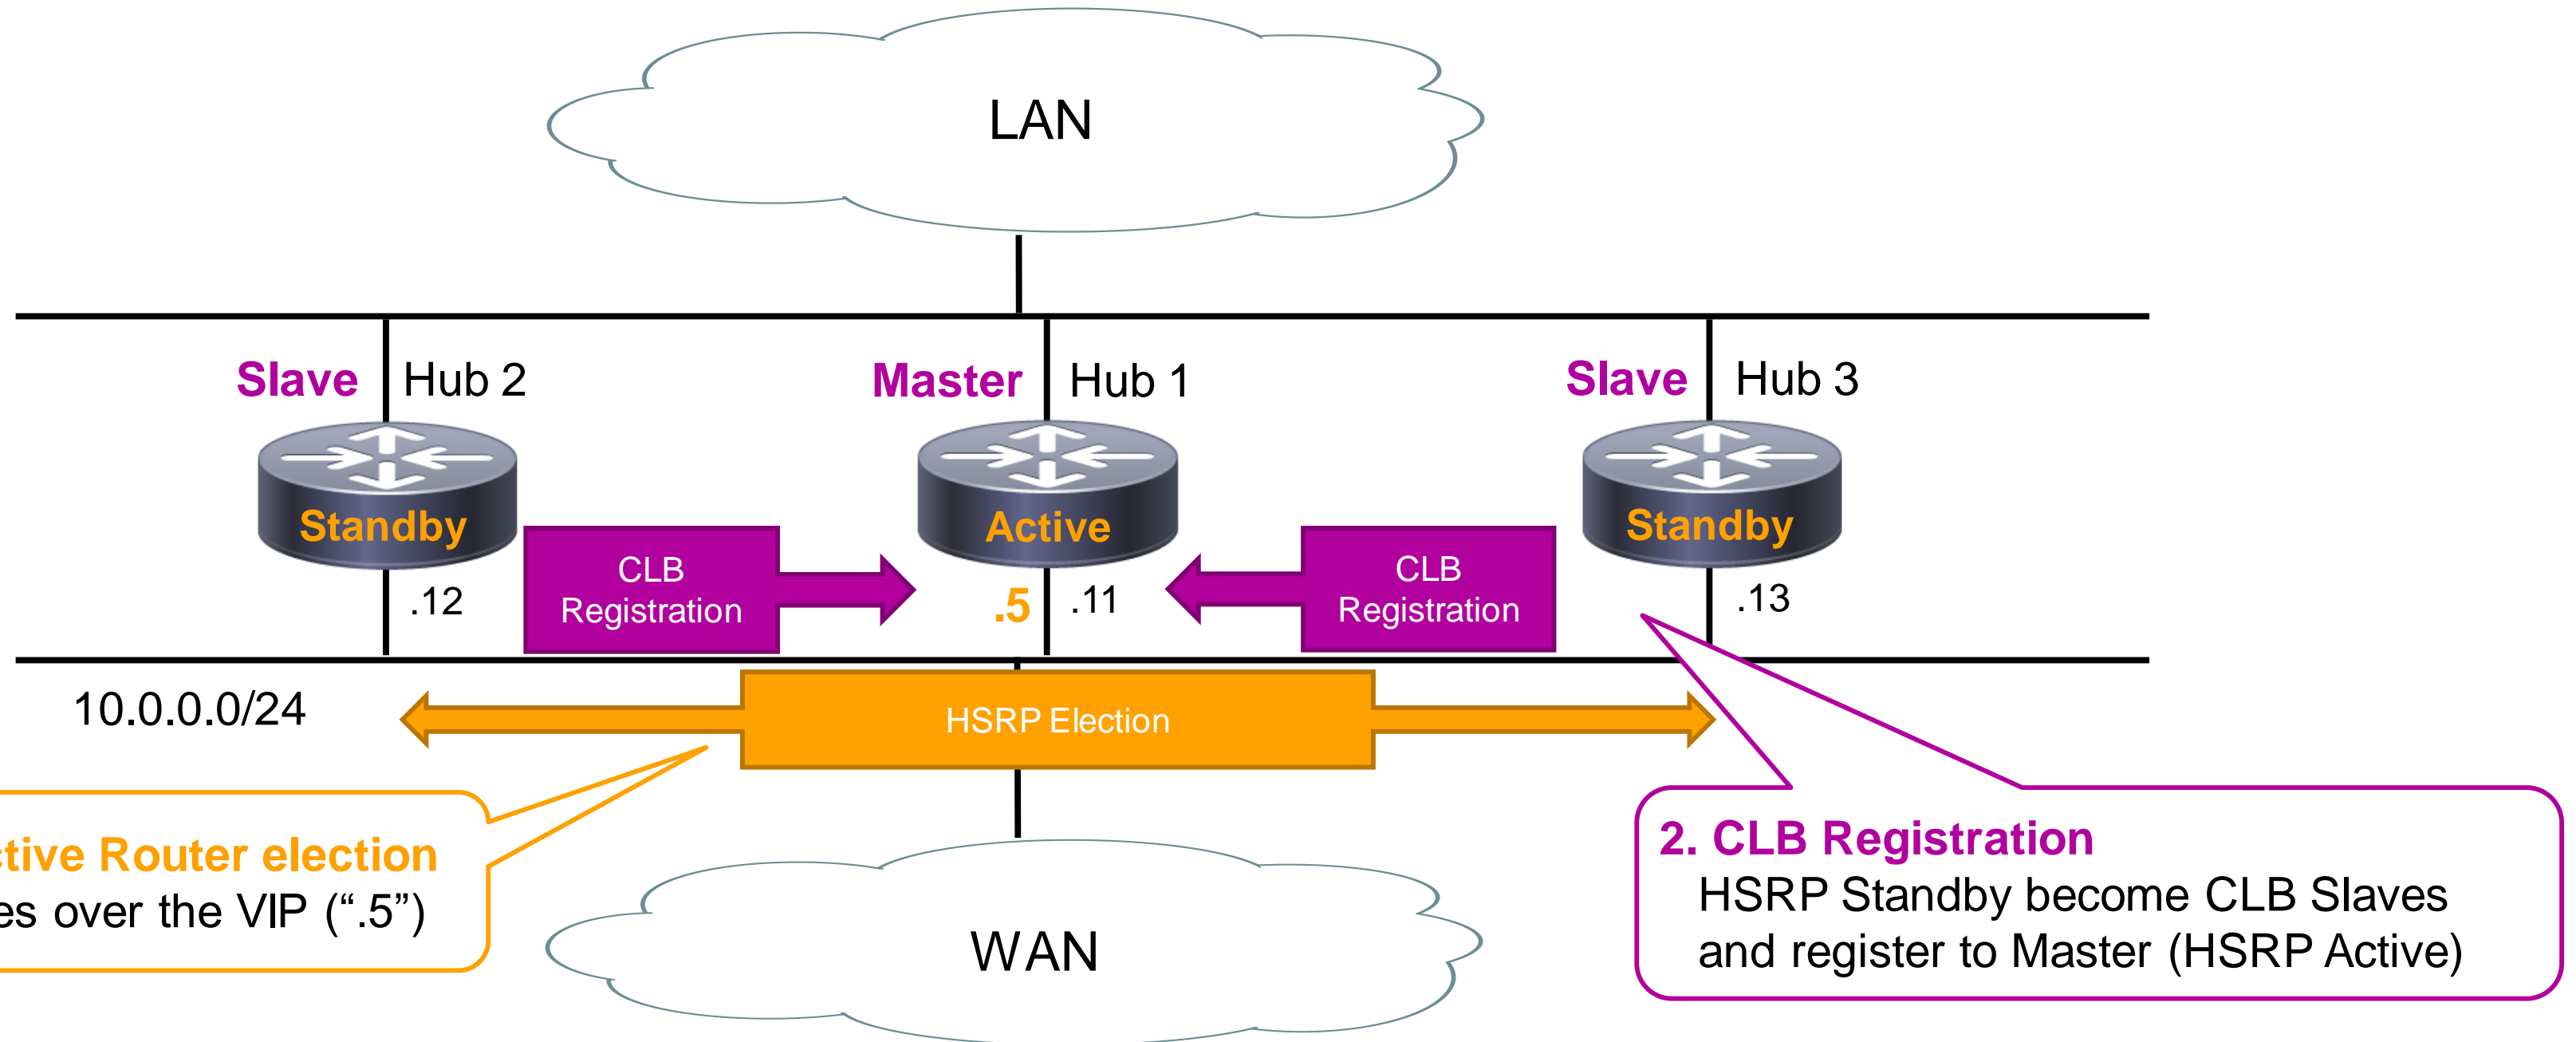 LAN
Slave
Hub 2
Master
Hub 1
Slave
Hub 3
Standby
Active
Standby
CLB
Registration
CLB
Registration
.12
.5
.11
.13
10.0.0.0/24
HSRP Election
Router election
over the VIP (“.5”)
2. CLB Registration
HSRP Standby become CLB Slaves
and register to Master (HSRP Active)
WAN